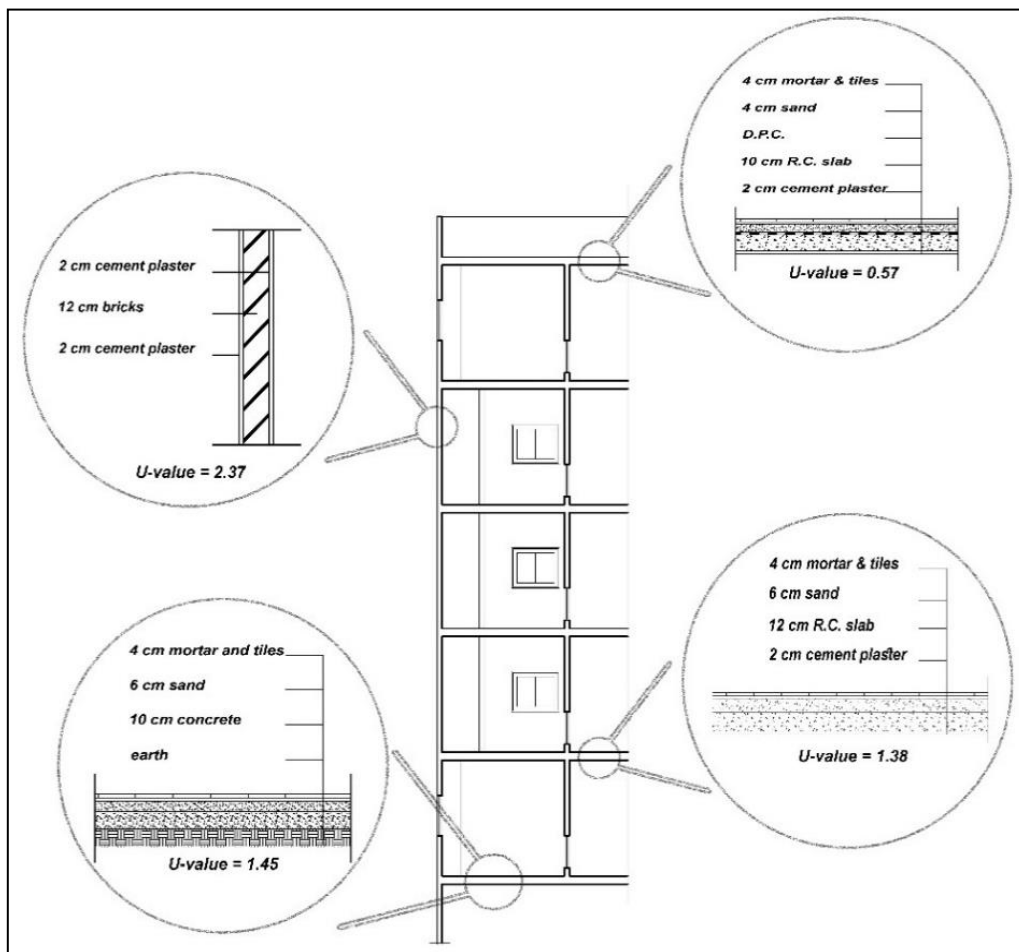 4 cm mortar & tiles
4 cm sand
D.P.C.
10 cm R.C. slab
2 cm cement plaster
U-value = 0.57
2 cm cement plaster
12 cm bricks
2 cm cement plaster
U-value = 2.37
4 cm mortar & tiles
6 cm sand
12 cm R.C. slab
2 cm cement plaster
U-value = 1.38
4 cm mortar and tiles
6 cm sand
10 cm concrete
earth
U-value = 1.45